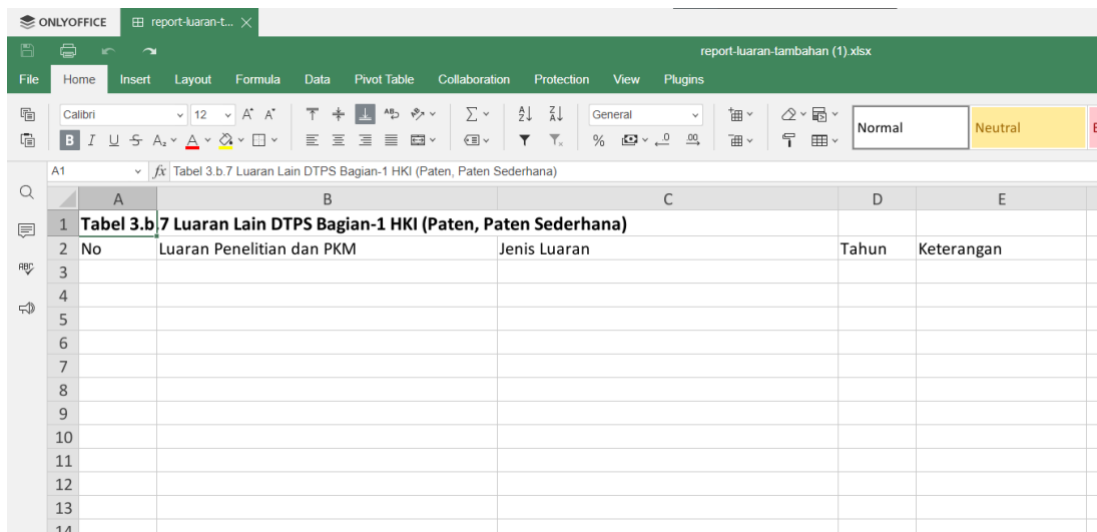 ONLYOFFICE report-luaran-t...
report-luaran-tambahan (1).xlsx
File Home Insert Layout Formula Data Pivot Table Collaboration Protection View Plugins
Calibri 12 General Normal Neutral
A1 fx Tabel 3.b.7 Luaran Lain DTPS Bagian-1 HKI (Paten, Paten Sederhana)
A B C D E
1 Tabel 3.b.7 Luaran Lain DTPS Bagian-1 HKI (Paten, Paten Sederhana)
2 No Luaran Penelitian dan PKM Jenis Luaran Tahun Keterangan
3
4
5
6
7
8
9
10
11
12
13
14